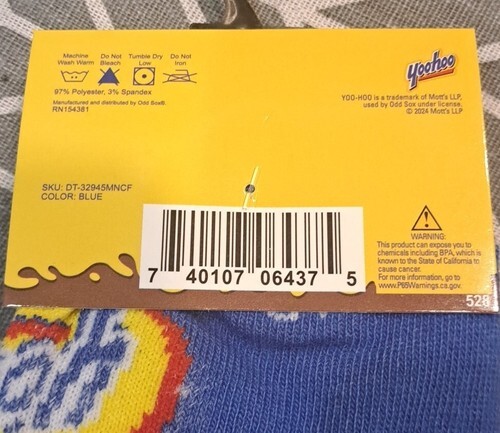 Machine Wash Warm
Do Not Bleach
Tumble Dry Low
Do Not Iron
97% Polyester, 3% Spandex
Manufactured and distributed by Odd Sox®.
RN154381
Yoohoo
YOO-HOO is a trademark of Mott's LLP,
used by Odd Sox under license.
© 2024 Mott's LLP
SKU: DT-32945MNCF
COLOR: BLUE
7 40107 06437 5
WARNING:
This product can expose you to
chemicals including BPA, which is
known to the State of California to
cause cancer.
For more information, go to
www.P65Warnings.ca.gov.
528